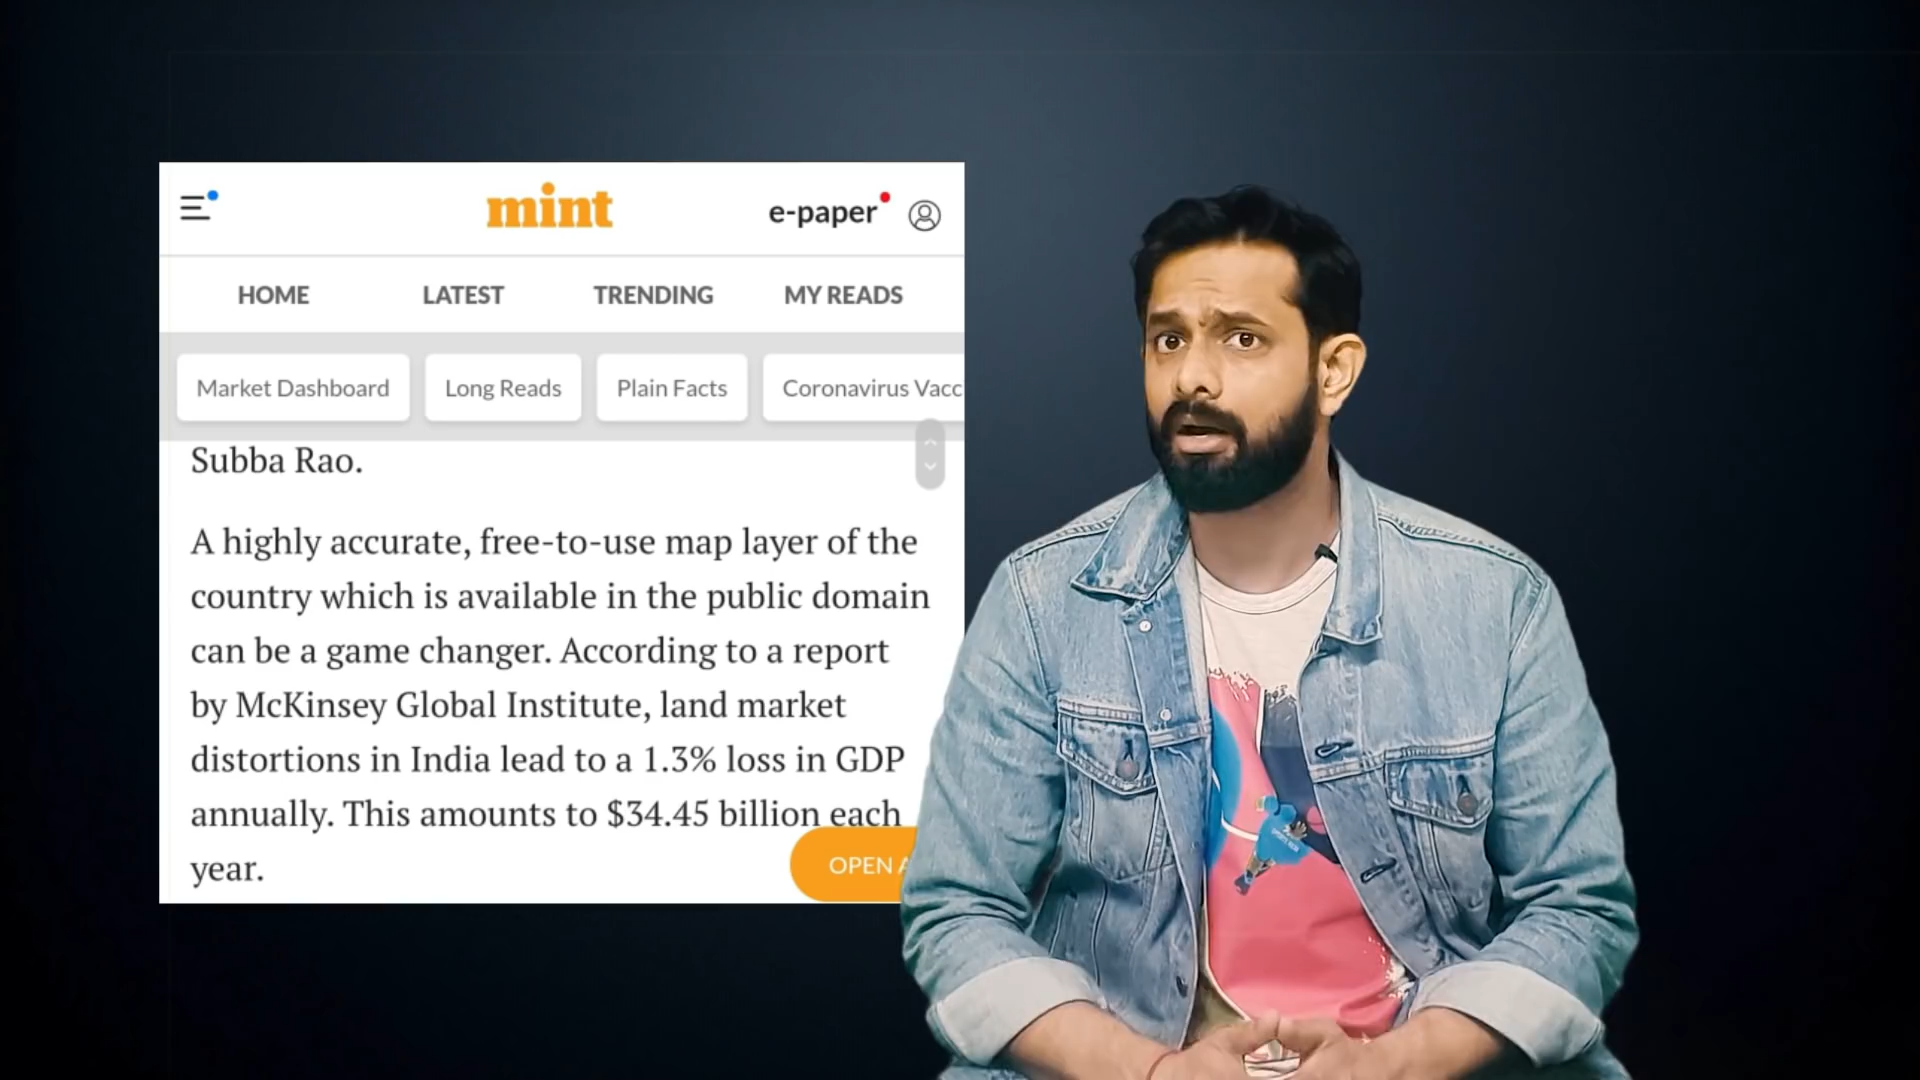 mint
e-paper
HOME LATEST TRENDING MY READS
Market Dashboard Long Reads Plain Facts Coronavirus Vacc
Subba Rao.
A highly accurate, free-to-use map layer of the
country which is available in the public domain
can be a game changer. According to a report
by McKinsey Global Institute, land market
distortions in India lead to a 1.3% loss in GDP
annually. This amounts to $34.45 billion each
year.
OPEN A